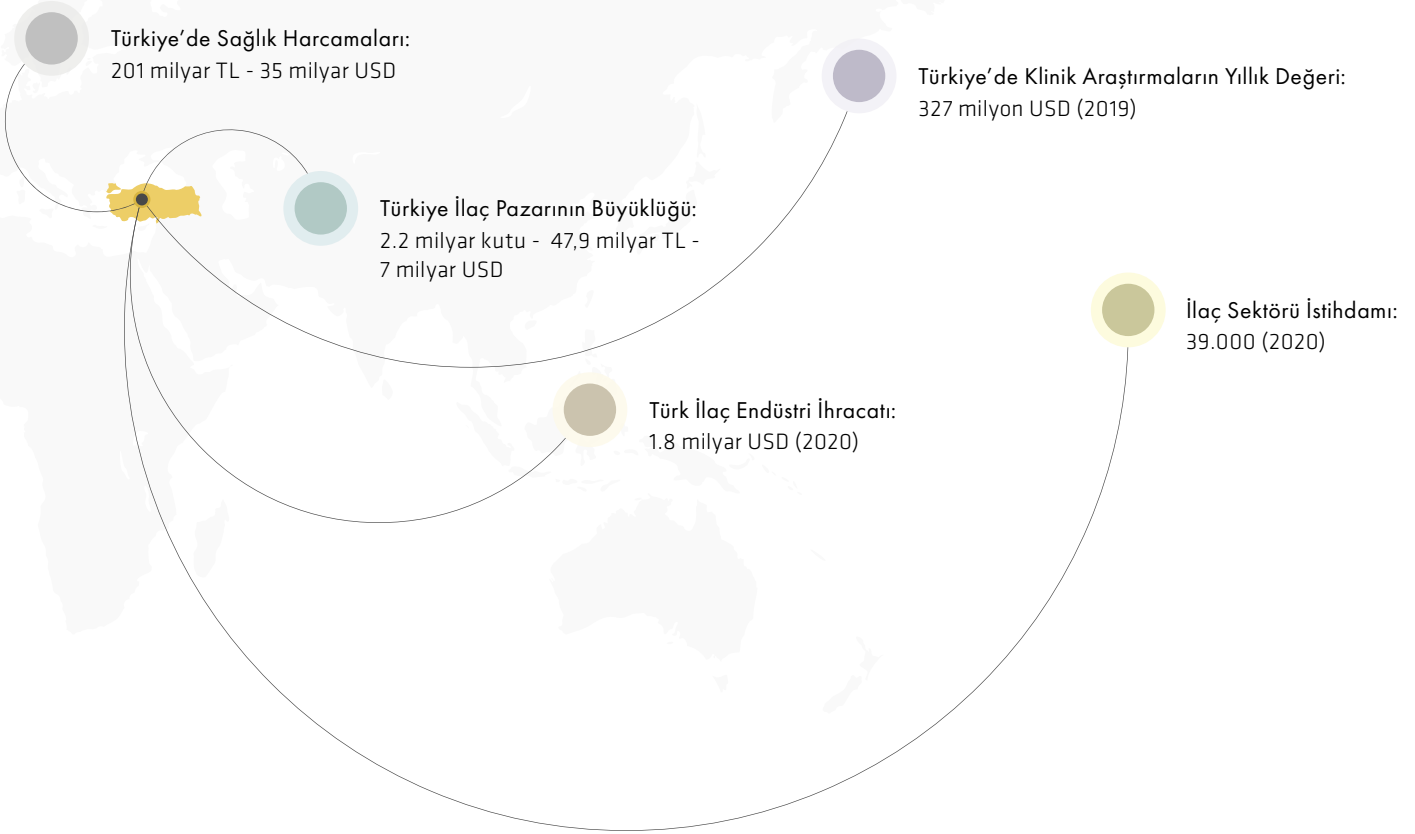 Türkiye’de Sağlık Harcamaları:
201 milyar TL - 35 milyar USD
Türkiye’de Klinik Araştırmaların Yıllık Değeri:
327 milyon USD (2019)
Türkiye İlaç Pazarının Büyüklüğü:
2.2 milyar kutu - 47,9 milyar TL -
7 milyar USD
İlaç Sektörü İstihdamı:
39.000 (2020)
Türk İlaç Endüstri İhracatı:
1.8 milyar USD (2020)